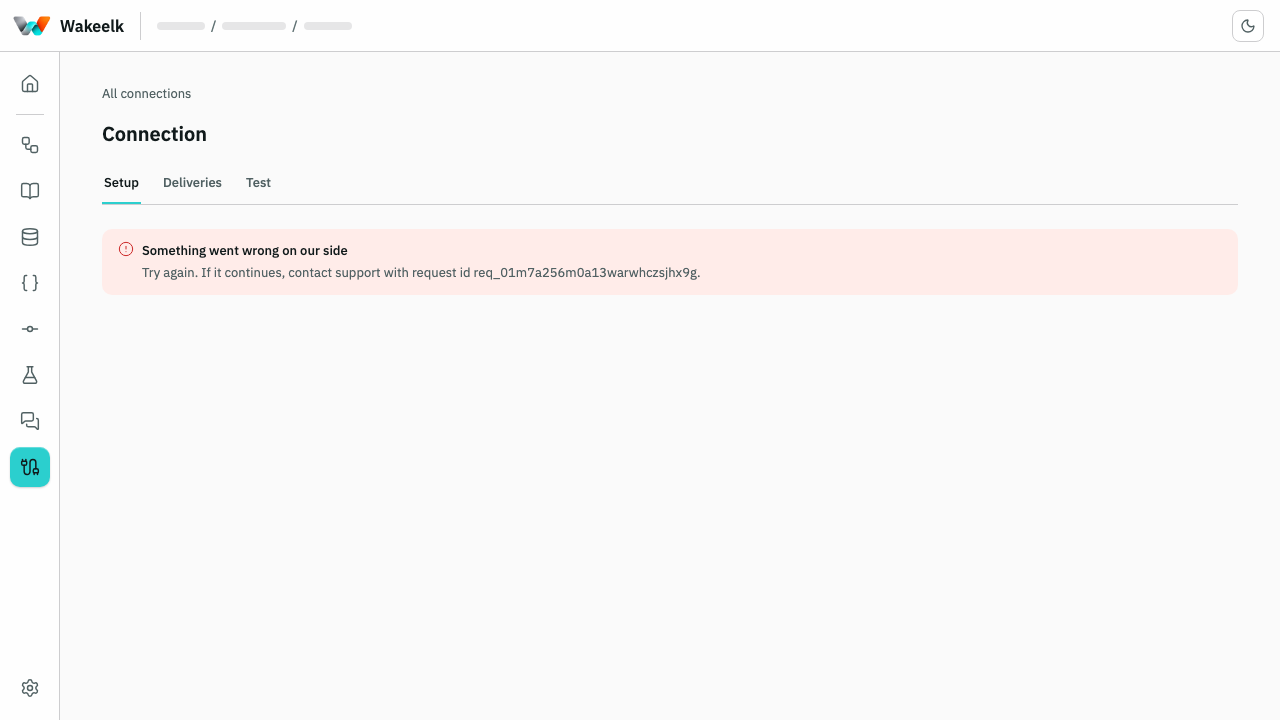 Wakeelk
/ /
All connections
Connection
Setup Deliveries Test
Something went wrong on our side
Try again. If it continues, contact support with request id req_01m7a256m0a13warwhczsjhx9g.